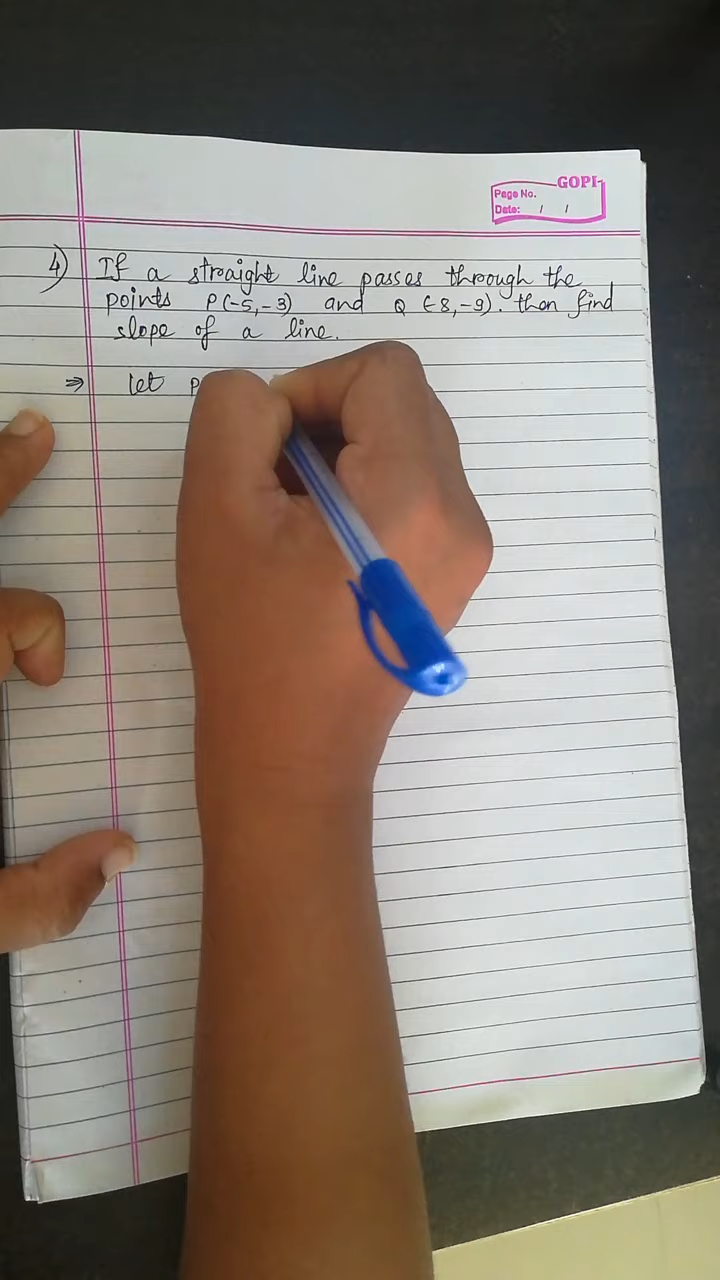 GOPI
Page No.
Date: / /
4) If a straight line passes through the
points P(-5,-3) and Q (-8,-9). then find
slope of a line.
⇒ let P